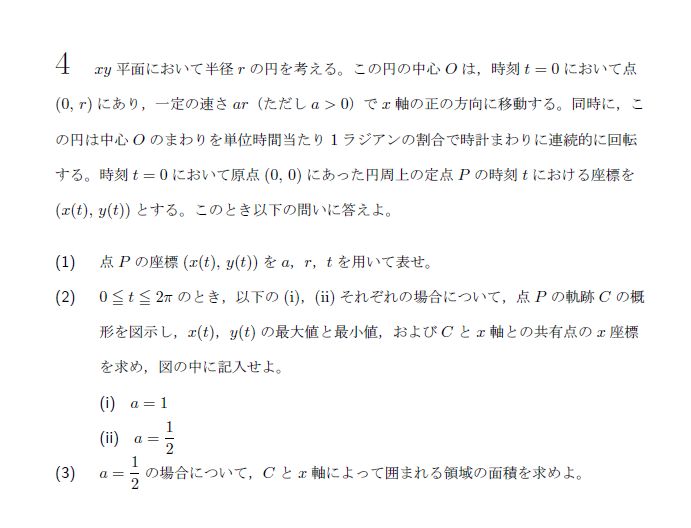 4 xy 平面において半径 r の円を考える。この円の中心 O は，時刻 t = 0 において点
(0, r) にあり，一定の速さ ar（ただし a > 0）で x 軸の正の方向に移動する。同時に，こ
の円は中心 O のまわりを単位時間当たり 1 ラジアンの割合で時計まわりに連続的に回転
する。時刻 t = 0 において原点 (0, 0) にあった円周上の定点 P の時刻 t における座標を
(x(t), y(t)) とする。このとき以下の問いに答えよ。
(1) 点 P の座標 (x(t), y(t)) を a，r，t を用いて表せ。
(2) 0 ≦ t ≦ 2π のとき，以下の (i)，(ii) それぞれの場合について，点 P の軌跡 C の概
形を図示し，x(t)，y(t) の最大値と最小値，および C と x 軸との共有点の x 座標
を求め，図の中に記入せよ。
(i) a = 1
(ii) a = 1/2
(3) a = 1/2 の場合について，C と x 軸によって囲まれる領域の面積を求めよ。